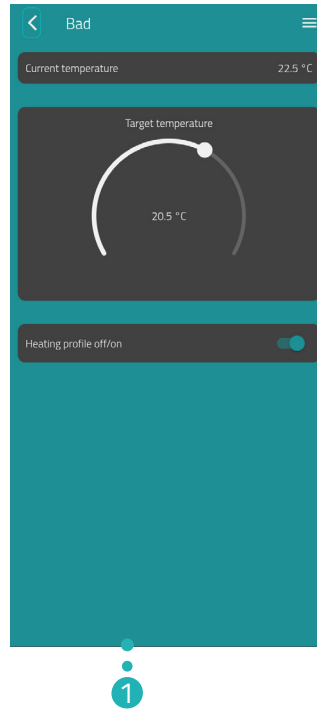 Bad
Current temperature 22.5 °C
Target temperature
20.5 °C
Heating profile off/on
1